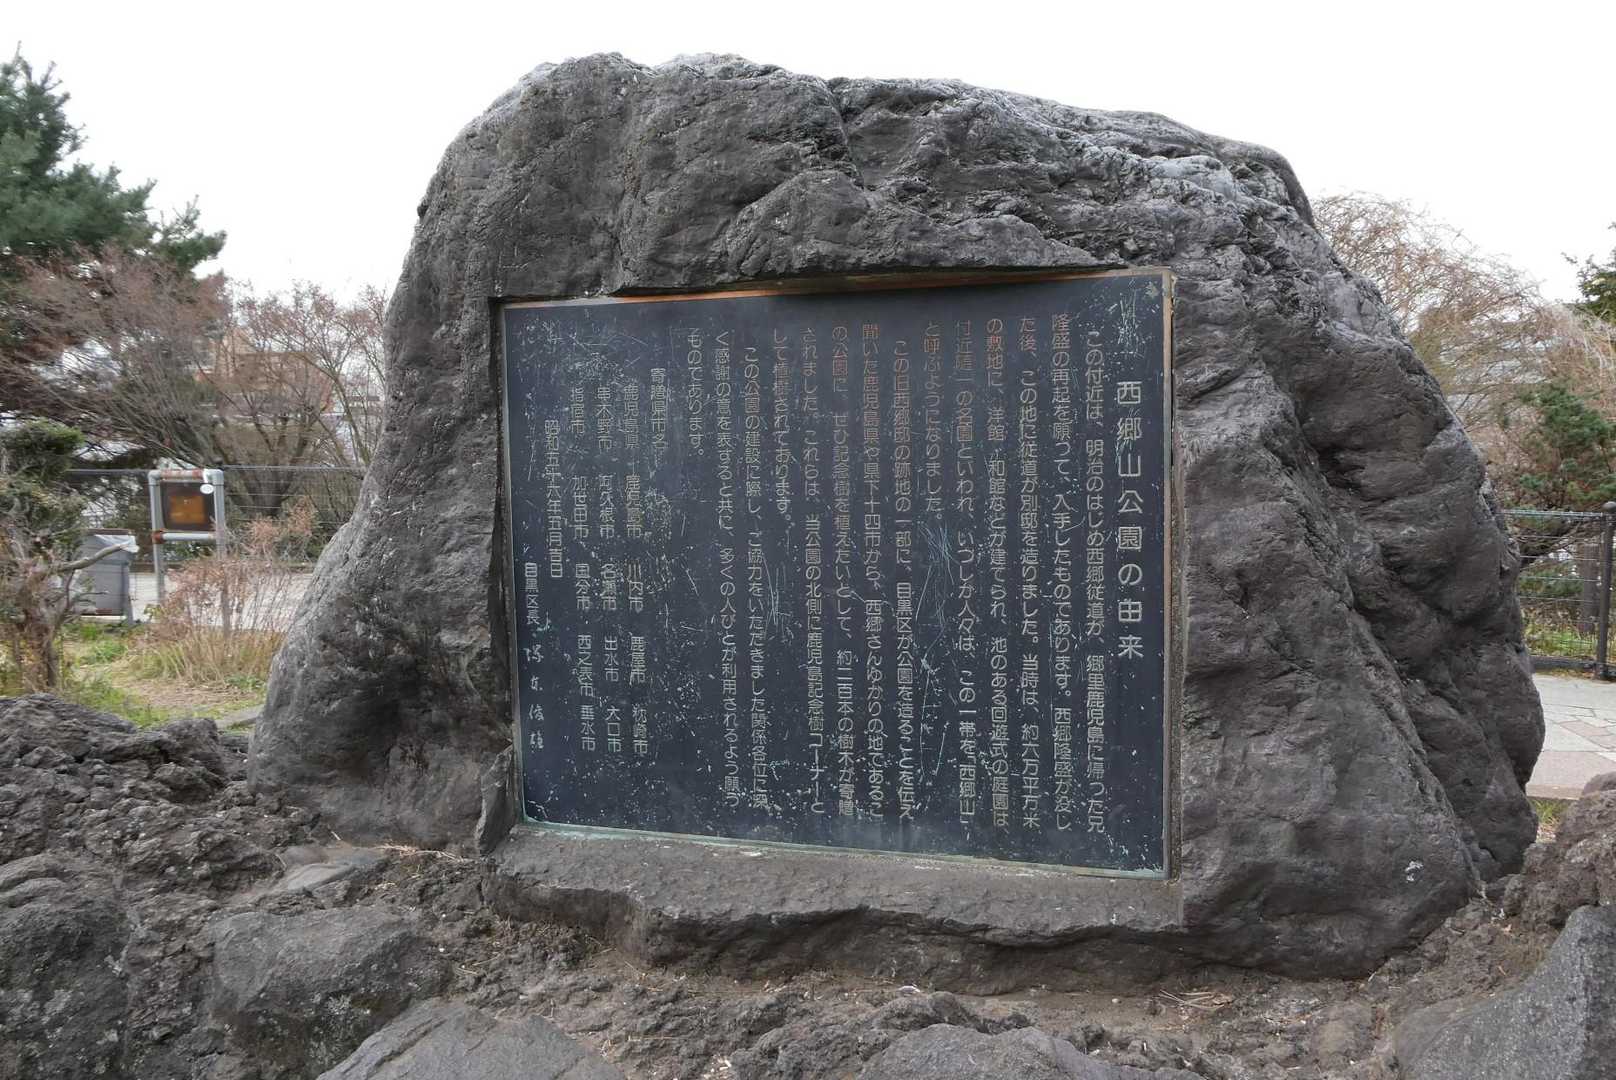 西郷山公園の由来
この付近は、明治のはじめ西郷従道が、郷里鹿児島に帰った兄
隆盛の再起を願って、入手したものであります。西郷隆盛が没し
た後、この地に従道が別邸を造りました。当時は、約六万平方米
の敷地に、洋館、和館などが建てられ、池のある回遊式の庭園は
付近随一の名園といわれ、いつしか人々は、この一帯を「西郷山」
と呼ぶようになりました。
この旧西郷邸の跡地の一部に、目黒区が公園を造ることを伝え
聞いた鹿児島県や県下十四市から、西郷さんゆかりの地であるこ
の公園に、ぜひ記念樹を植えたいとして、約二百本の樹木が寄贈
されました。これらは、当公園の北側に鹿児島記念樹コーナーと
して植樹されております。
この公園の建設に際し、ご協力をいただきました関係各位に深
く感謝の意を表すると共に、多くの人びとが利用されるよう願う
ものであります。
寄贈県市名
鹿児島県 鹿児島市 川内市 鹿屋市 枕崎市
串木野市 阿久根市 名瀬市 出水市 大口市
指宿市 加世田市 国分市 西之表市 垂水市
昭和五十六年五月吉日
目黒区長 塚本俊雄